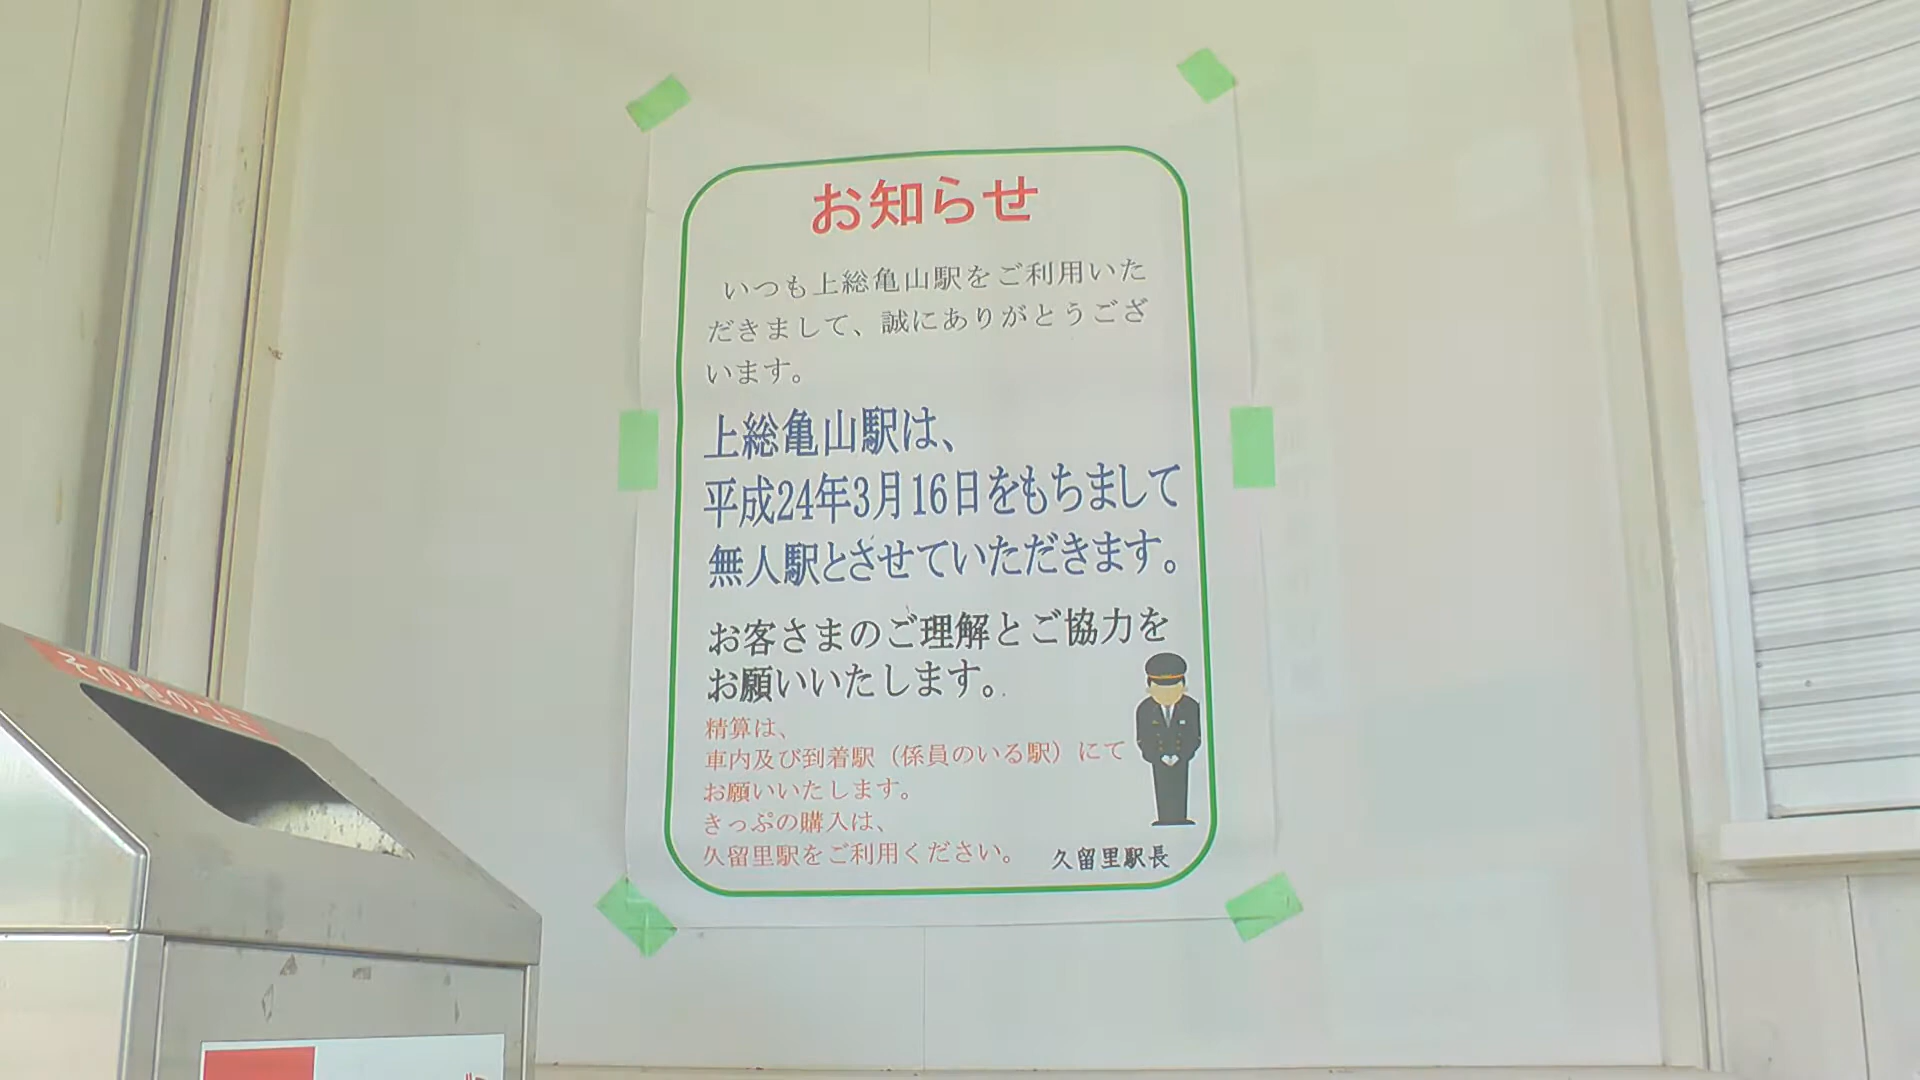 お知らせ
いつも上総亀山駅をご利用いた
だきまして、誠にありがとうござ
います。
上総亀山駅は、
平成24年3月16日をもちまして
無人駅とさせていただきます。
お客さまのご理解とご協力を
お願いいたします。
精算は、
車内及び到着駅（係員のいる駅）にて
お願いいたします。
きっぷの購入は、
久留里駅をご利用ください。
久留里駅長
その他のゴミ